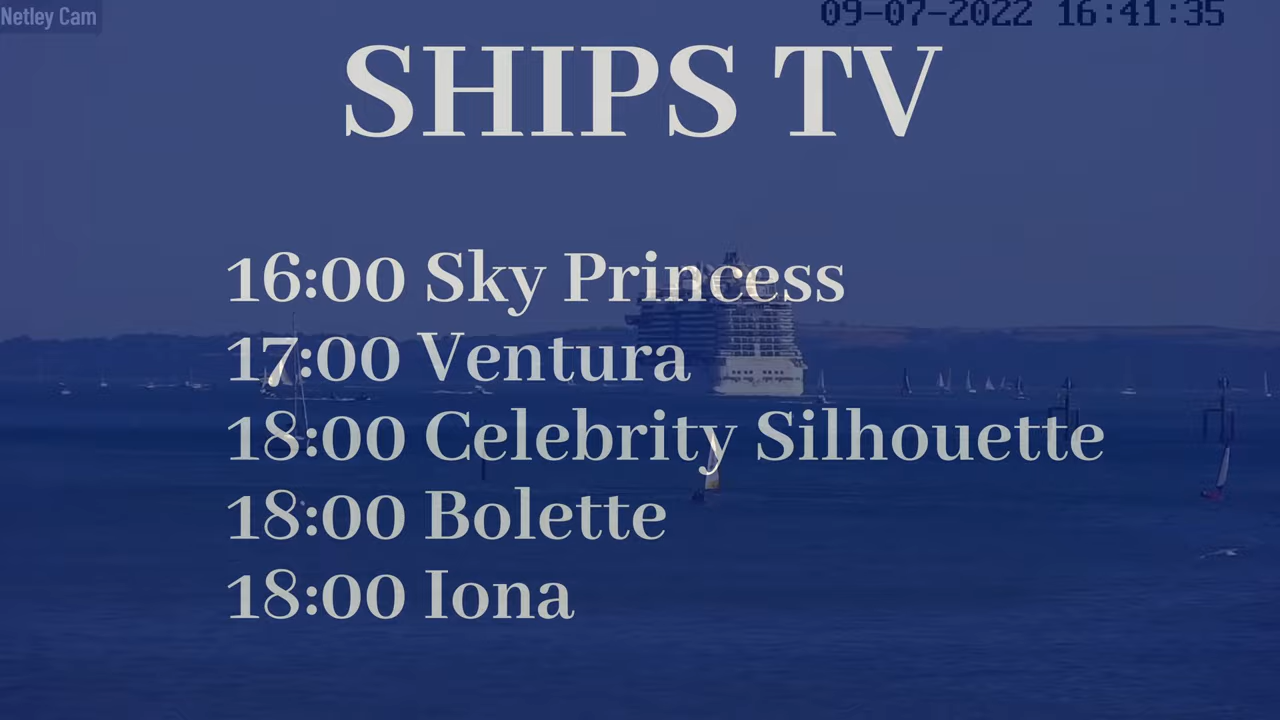 Netley Cam
09-07-2022 16:41:35
SHIPS TV
16:00 Sky Princess
17:00 Ventura
18:00 Celebrity Silhouette
18:00 Bolette
18:00 Iona